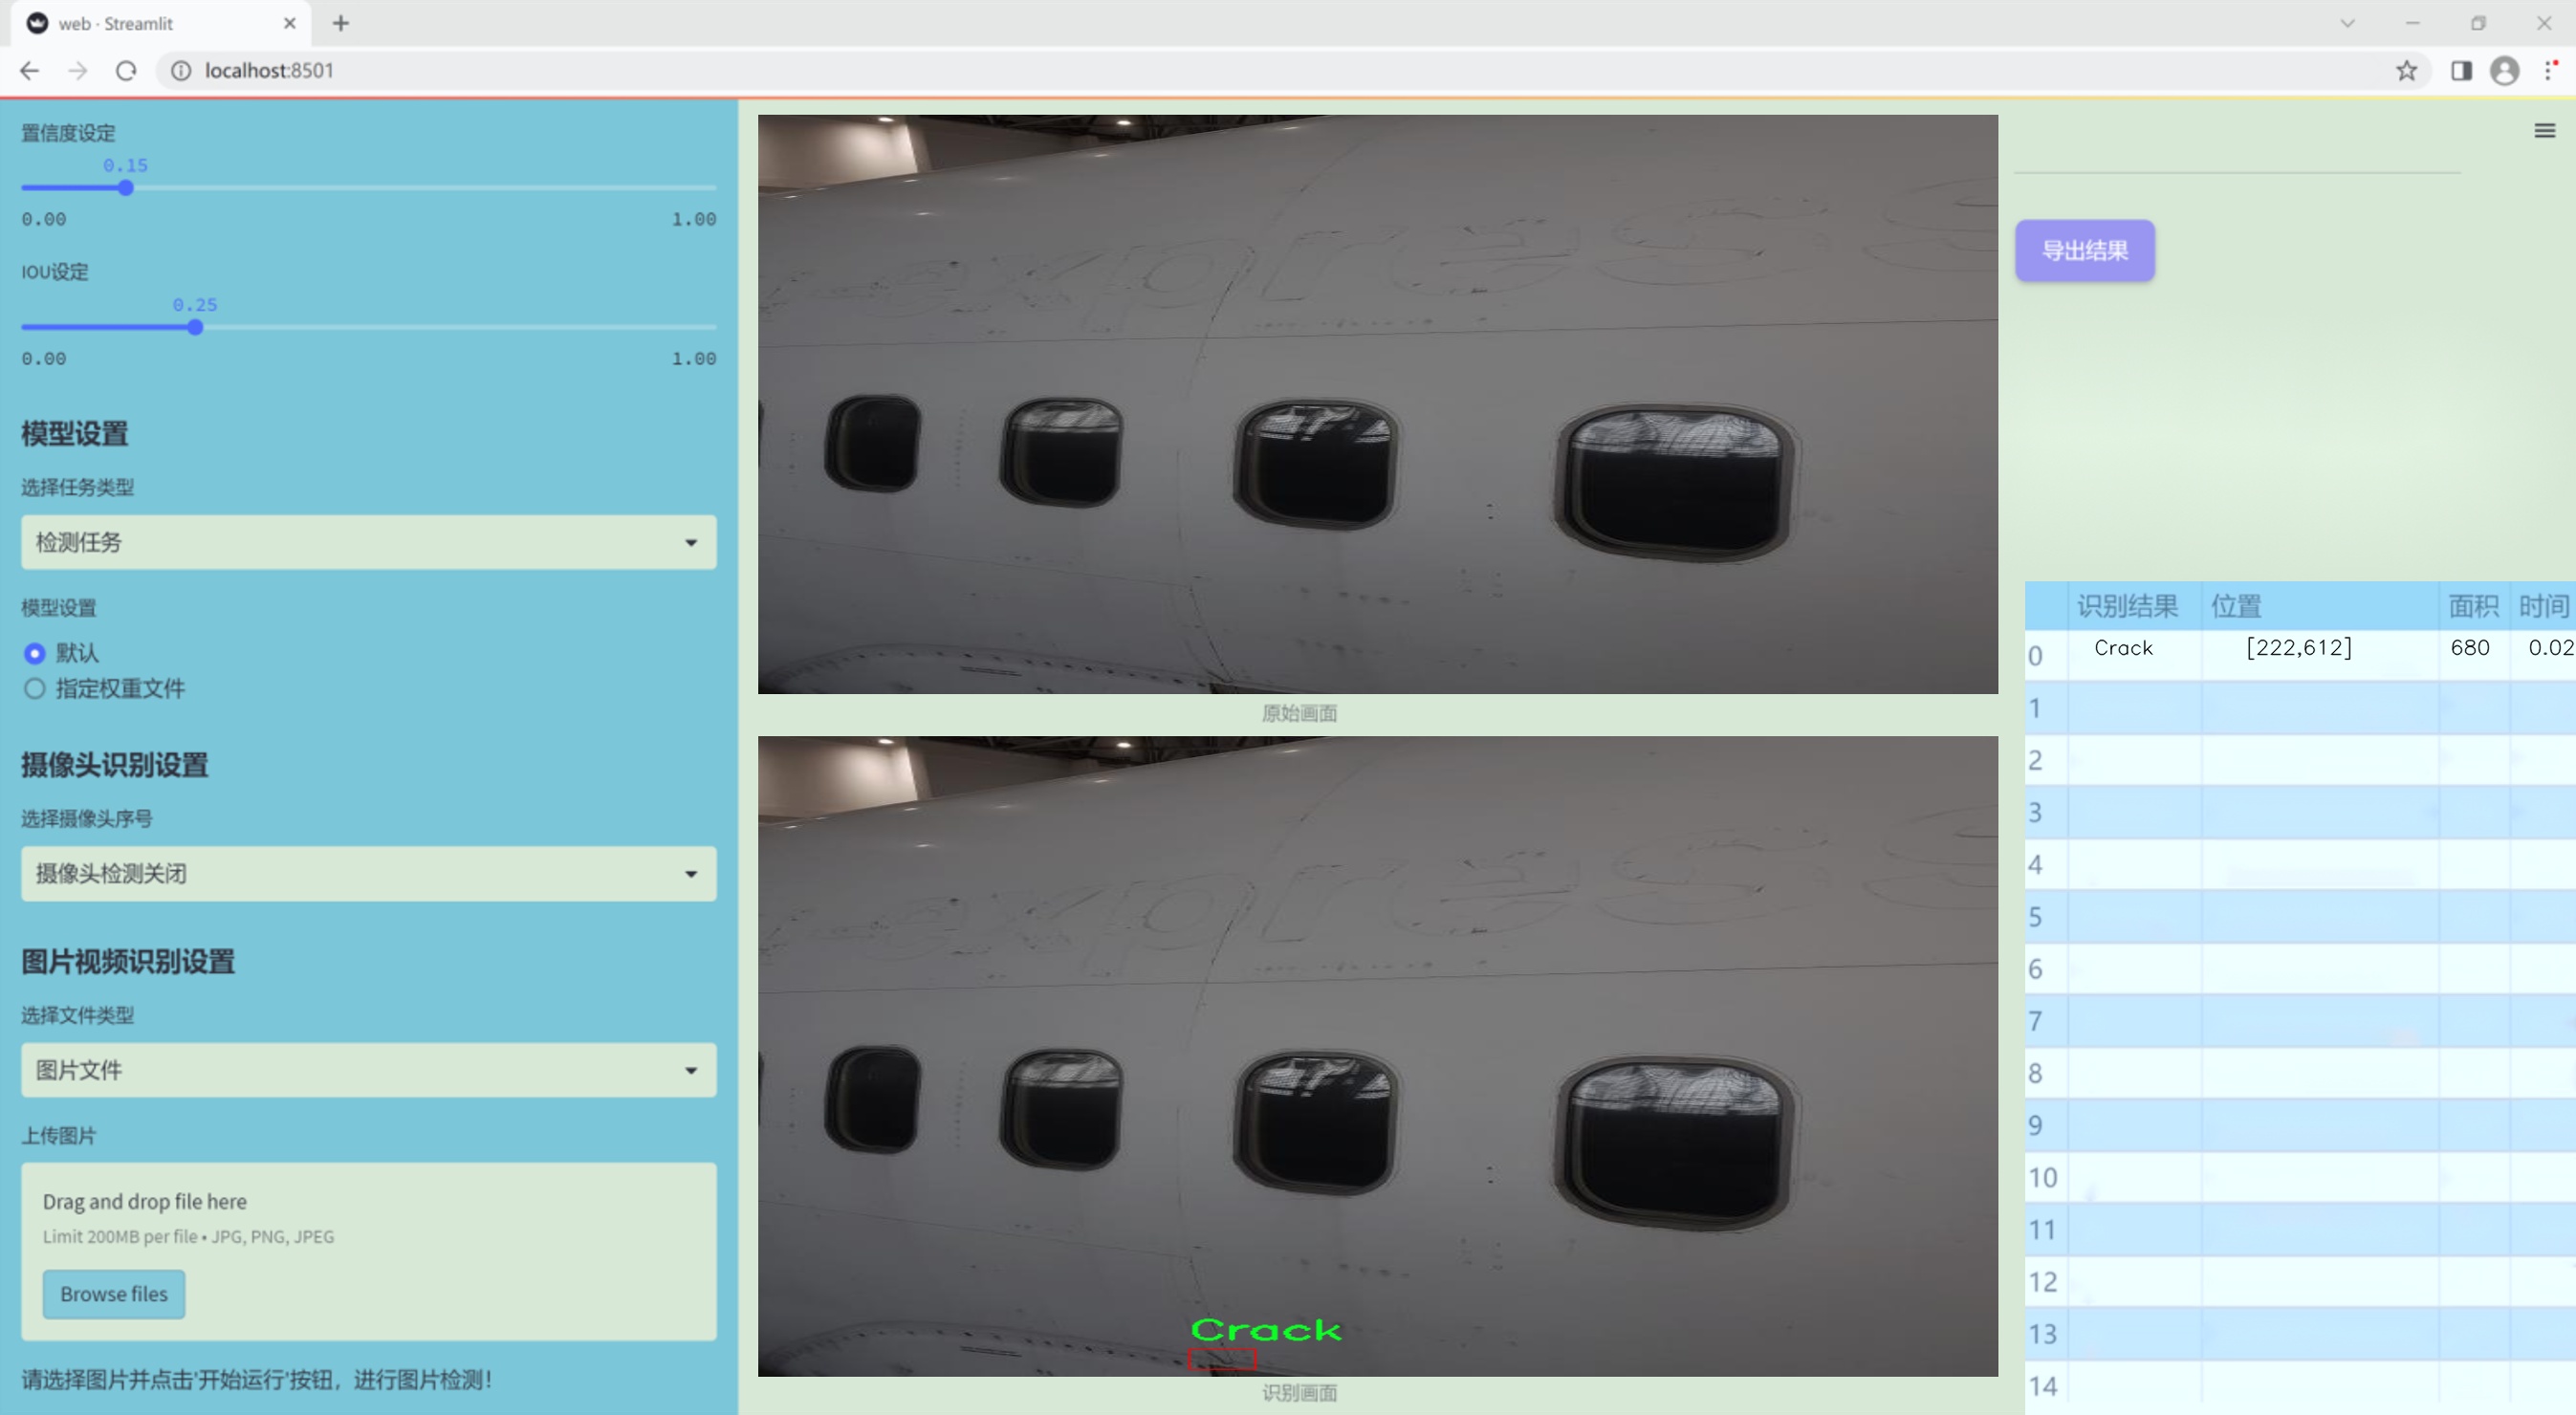 web · Streamlit
localhost:8501
置信度设定
0.15
0.00 1.00
IOU设定
0.25
0.00 1.00
模型设置
选择任务类型
检测任务
模型设置
默认
指定权重文件
摄像头识别设置
选择摄像头序号
摄像头检测关闭
图片视频识别设置
选择文件类型
图片文件
上传图片
Drag and drop file here
Limit 200MB per file • JPG, PNG, JPEG
Browse files
请选择图片并点击'开始运行'按钮，进行图片检测！
express
原始画面
express
Crack
识别画面
导出结果
识别结果 位置 面积 时间
0 Crack [222,612] 680 0.02
1
2
3
4
5
6
7
8
9
10
11
12
13
14